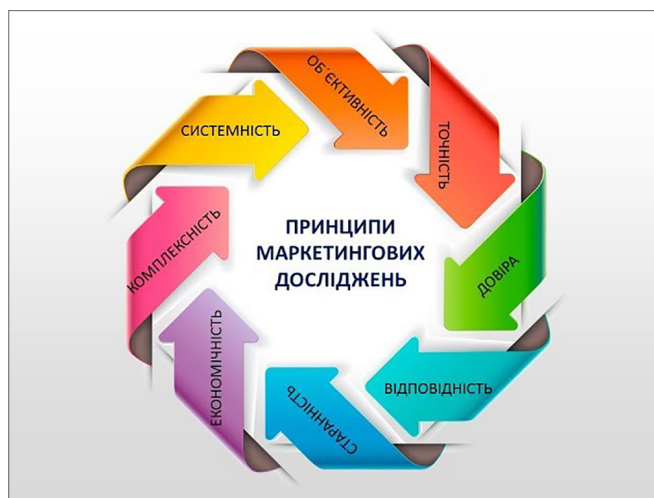 ПРИНЦИПИ
МАРКЕТИНГОВИХ
ДОСЛІДЖЕНЬ
СИСТЕМНІСТЬ
ОБ´ЄКТИВНІСТЬ
ТОЧНІСТЬ
ДОВІРА
ВІДПОВІДНІСТЬ
СТАРАННІСТЬ
ЕКОНОМІЧНІСТЬ
КОМПЛЕКСНІСТЬ